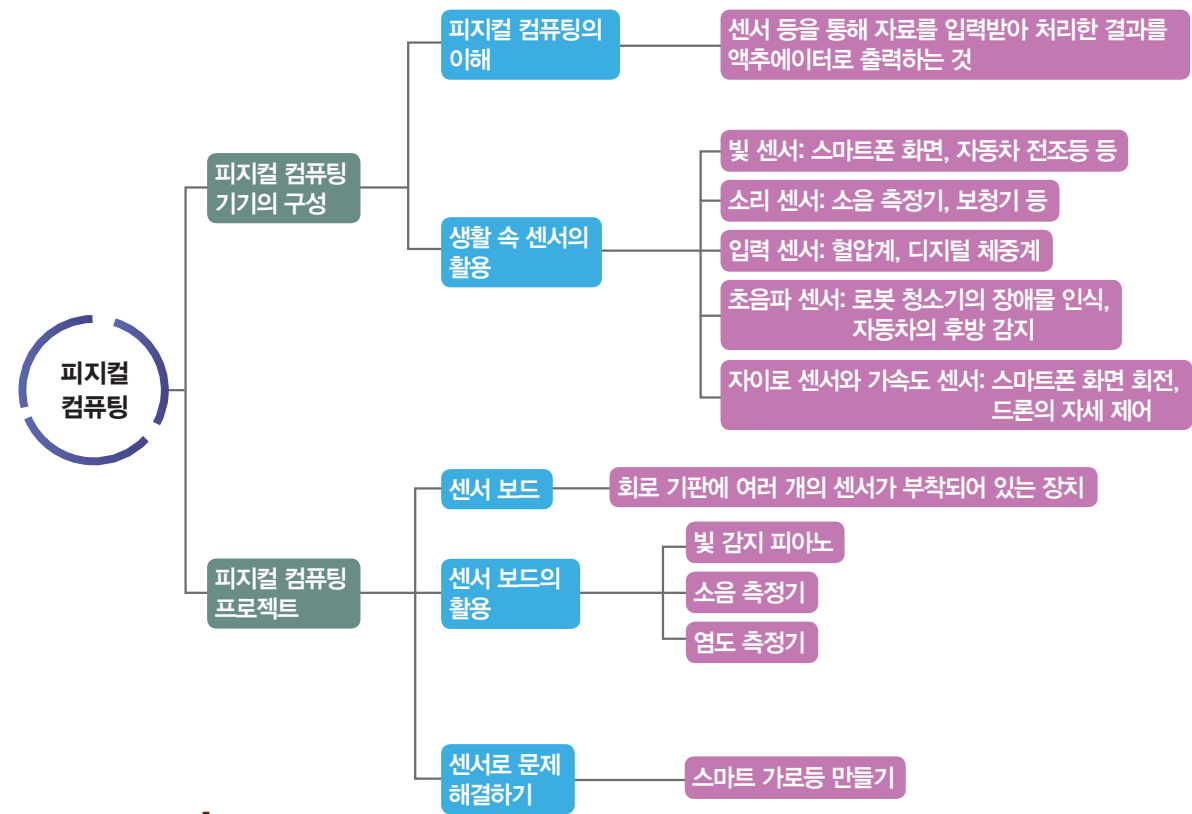 피지컬
컴퓨팅
피지컬 컴퓨팅
기기의 구성
피지컬 컴퓨팅의
이해
센서 등을 통해 자료를 입력받아 처리한 결과를
액추에이터로 출력하는 것
생활 속 센서의
활용
빛 센서: 스마트폰 화면, 자동차 전조등 등
소리 센서: 소음 측정기, 보청기 등
입력 센서: 혈압계, 디지털 체중계
초음파 센서: 로봇 청소기의 장애물 인식,
자동차의 후방 감지
자이로 센서와 가속도 센서: 스마트폰 화면 회전,
드론의 자세 제어
피지컬 컴퓨팅
프로젝트
센서 보드
회로 기판에 여러 개의 센서가 부착되어 있는 장치
센서 보드의
활용
빛 감지 피아노
소음 측정기
염도 측정기
센서로 문제
해결하기
스마트 가로등 만들기